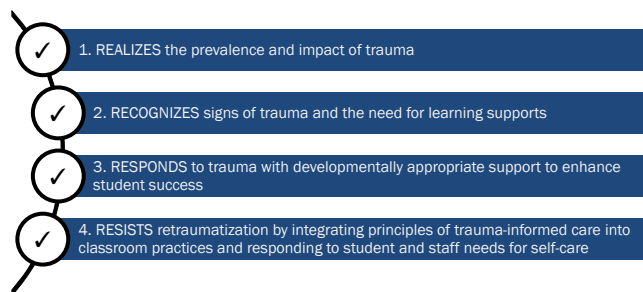 1. REALIZES the prevalence and impact of trauma
2. RECOGNIZES signs of trauma and the need for learning supports
3. RESPONDS to trauma with developmentally appropriate support to enhance
student success
4. RESISTS retraumatization by integrating principles of trauma-informed care into
classroom practices and responding to student and staff needs for self-care